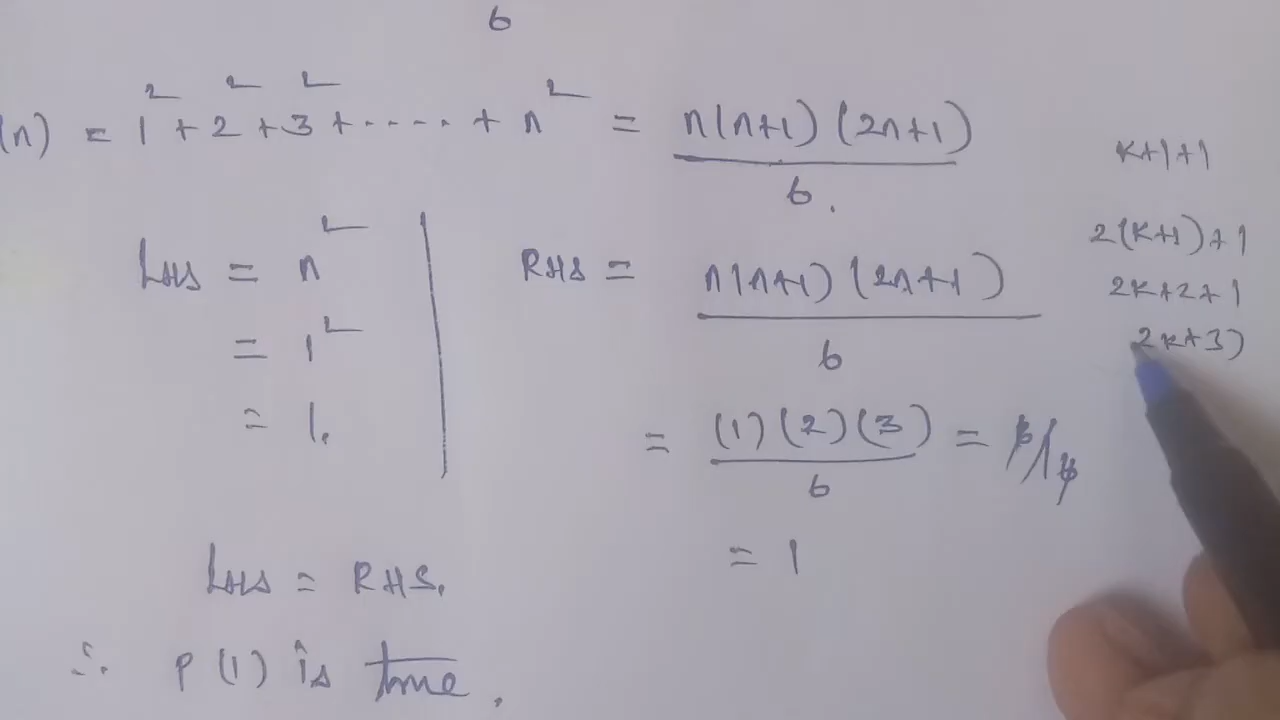 6
(n) = 1² + 2² + 3² + ..... + n² = n(n+1)(2n+1)
6.
k+1+1
2(k+1)+1
LHS = n²
RHS = n(n+1)(2n+1)
6
2k+2+1
= 1²
2k+3)
= 1.
= (1)(2)(3) = 6/6
6
= 1
LHS = RHS.
∴ P(1) is true.